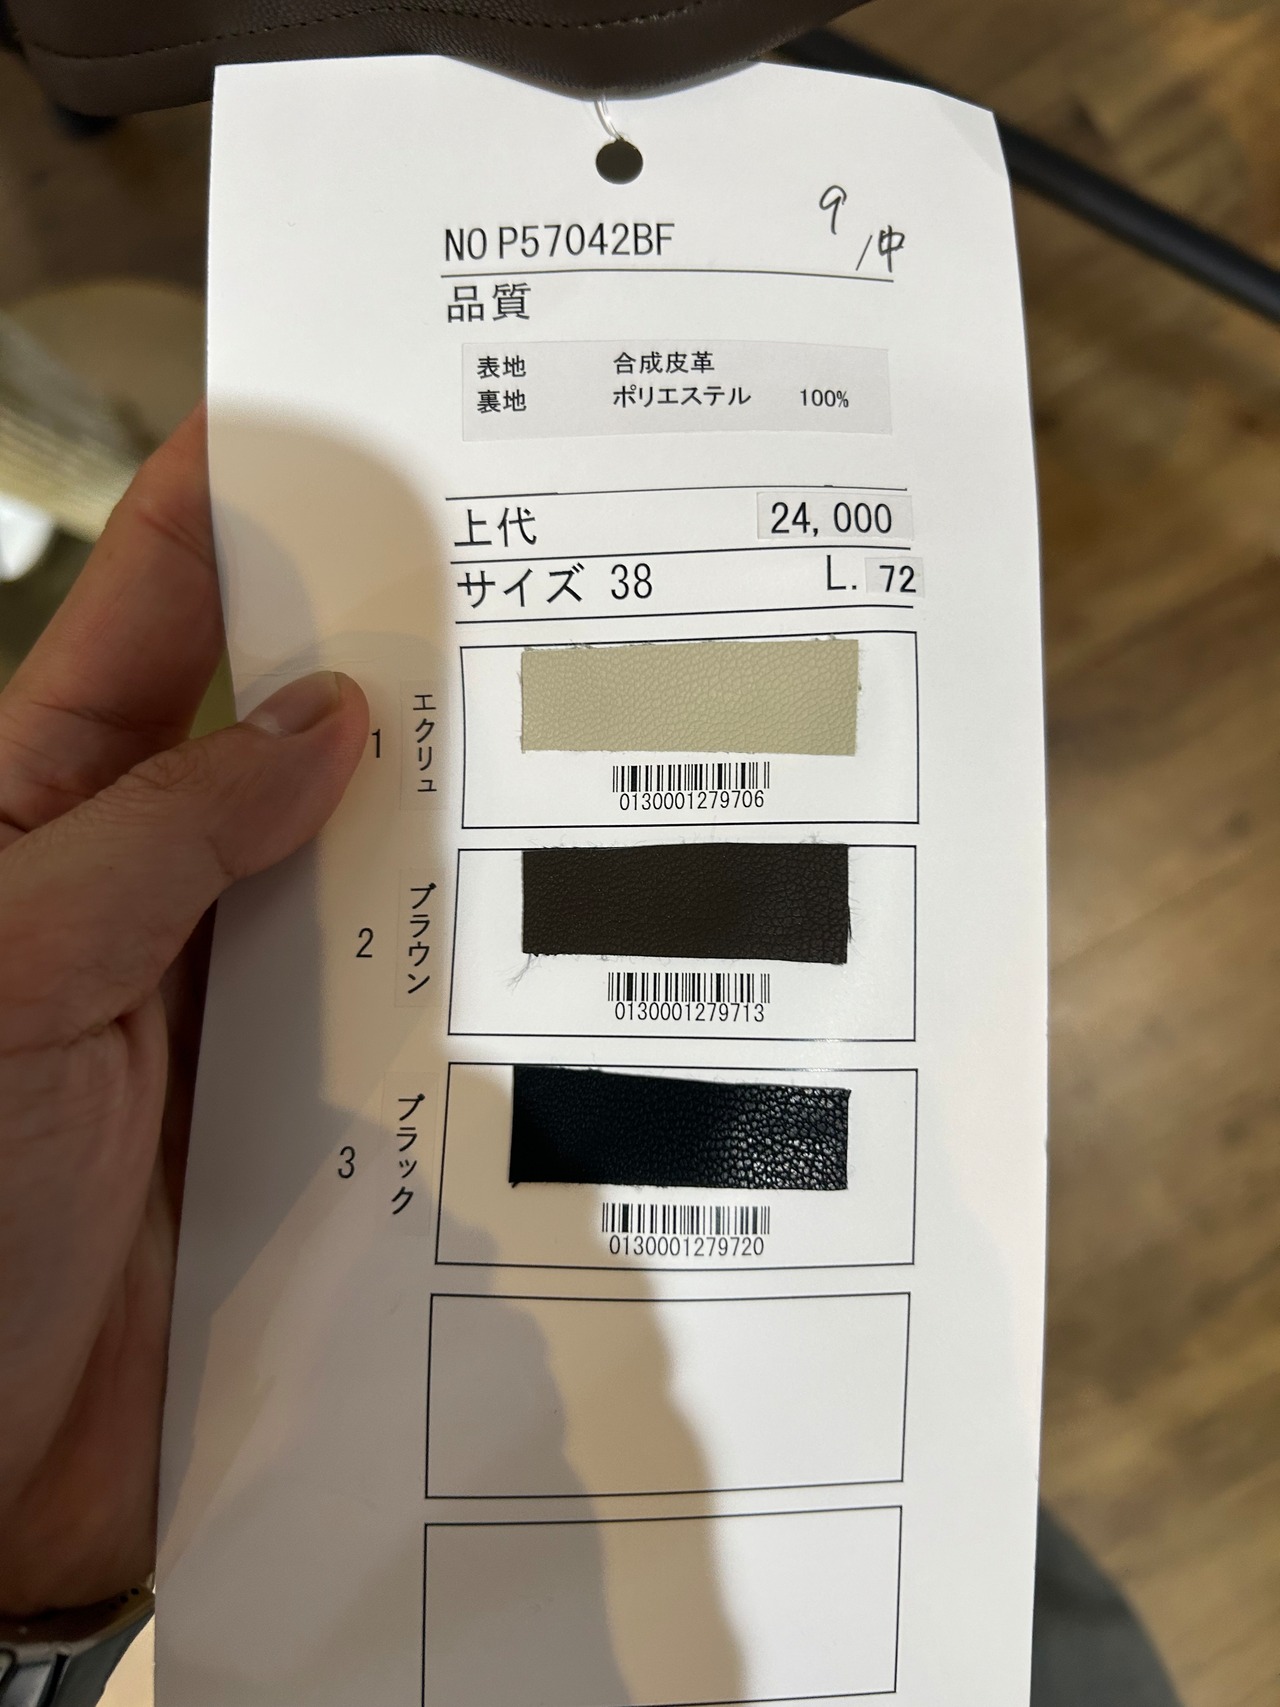 9/中
NO P57042BF
品質
表地 合成皮革
裏地 ポリエステル 100%
上代 24,000
サイズ 38 L. 72
1 エクリュ
0130001279706
2 ブラウン
0130001279713
3 ブラック
0130001279720